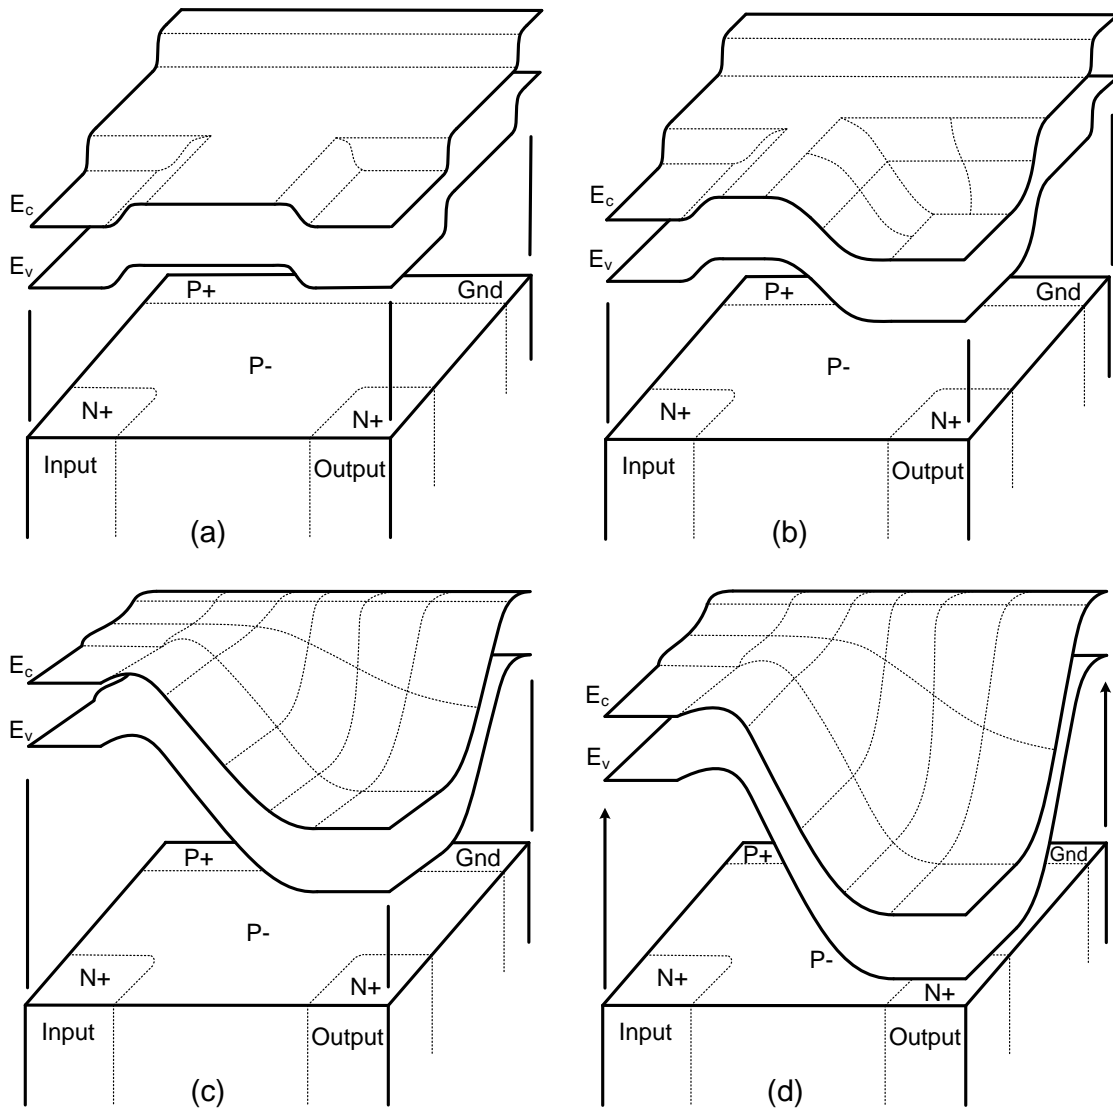 Ec
Ev
P+
Gnd
P-
N+
N+
Input
Output
(a)
Ec
Ev
P+
Gnd
P-
N+
N+
Input
Output
(b)
Ec
Ev
P+
Gnd
P-
N+
N+
Input
Output
(c)
Ec
Ev
P+
Gnd
P-
N+
N+
Input
Output
(d)